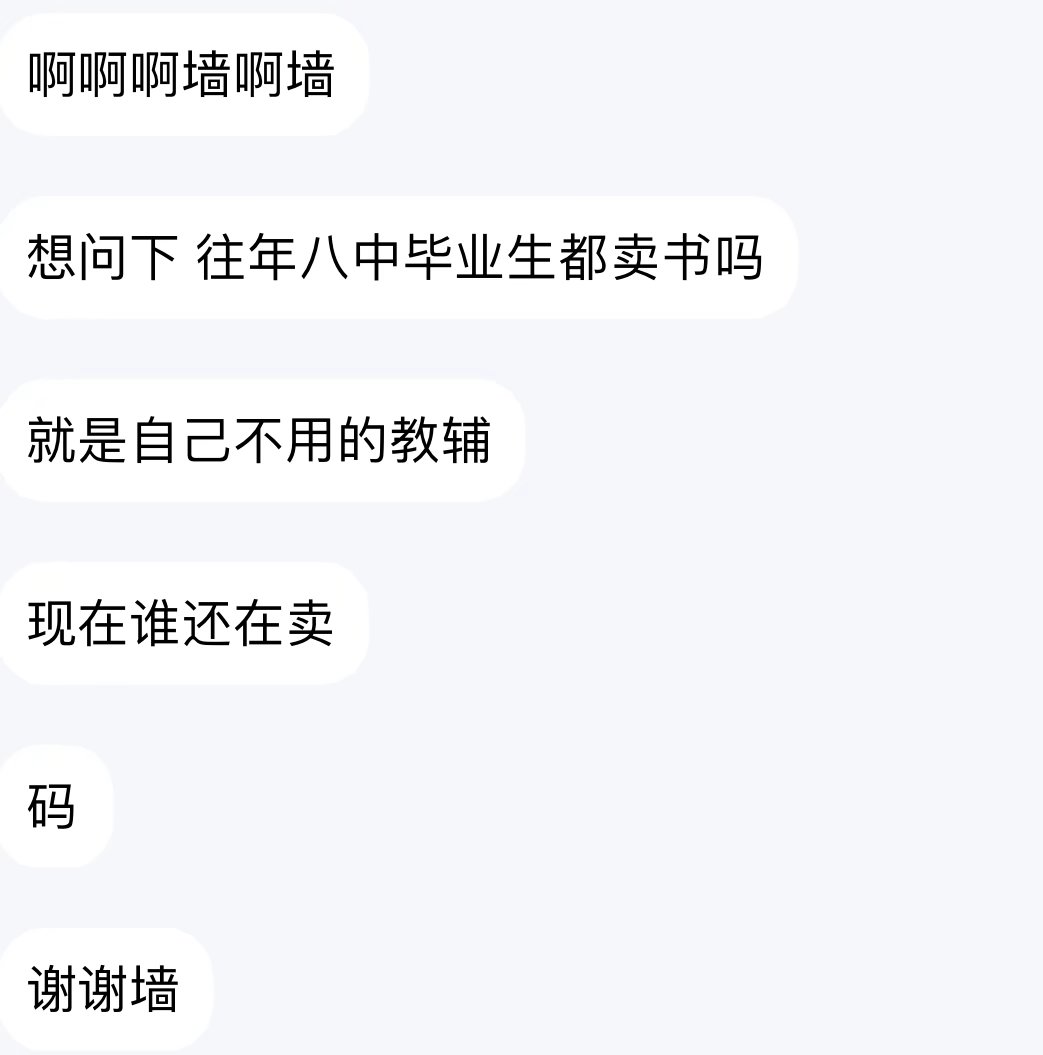 啊啊啊墙啊墙
想问下 往年八中毕业生都卖书吗
就是自己不用的教辅
现在谁还在卖
码
谢谢墙